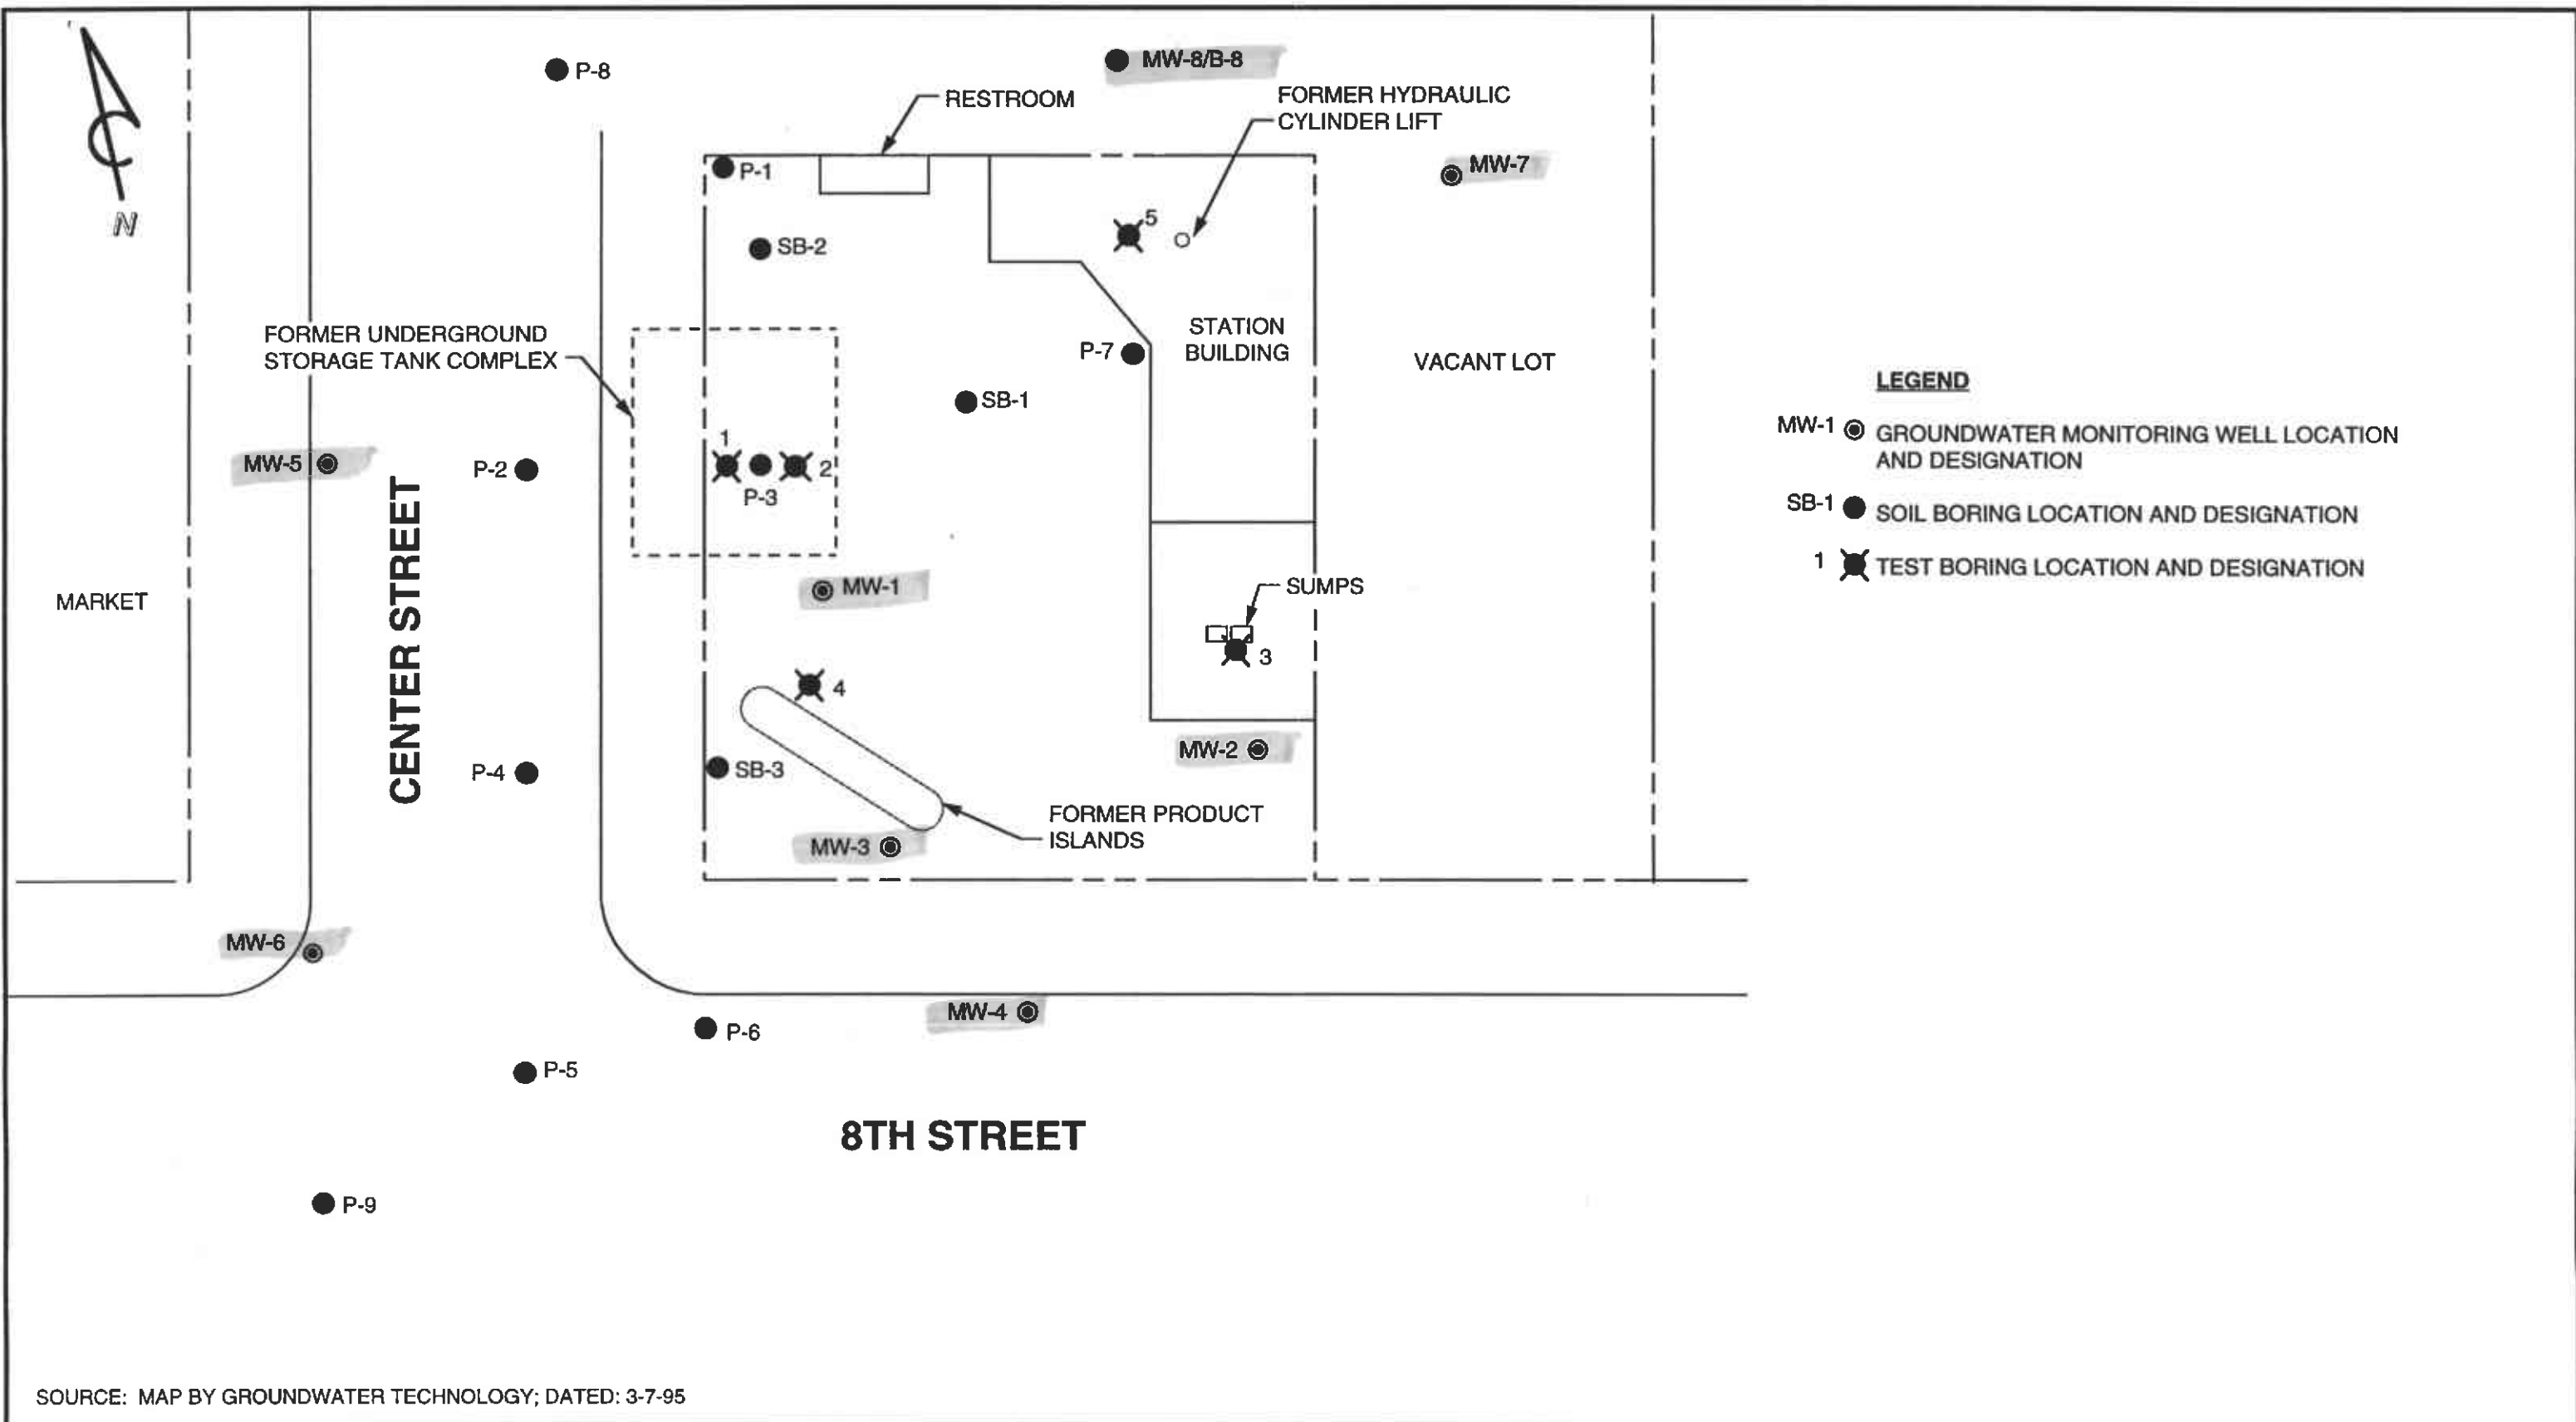 P-8
MW-8/B-8
RESTROOM
FORMER HYDRAULIC
CYLINDER LIFT
N
P-1
MW-7
5
SB-2
FORMER UNDERGROUND
STORAGE TANK COMPLEX
STATION
BUILDING
P-7
VACANT LOT
LEGEND
SB-1
MW-1
GROUNDWATER MONITORING WELL LOCATION
AND DESIGNATION
1
MW-5
P-2
2
P-3
SB-1
SOIL BORING LOCATION AND DESIGNATION
1
TEST BORING LOCATION AND DESIGNATION
CENTER STREET
MARKET
MW-1
SUMPS
3
4
MW-2
P-4
SB-3
FORMER PRODUCT
ISLANDS
MW-3
MW-6
MW-4
P-6
P-5
8TH STREET
P-9
SOURCE: MAP BY GROUNDWATER TECHNOLOGY; DATED: 3-7-95